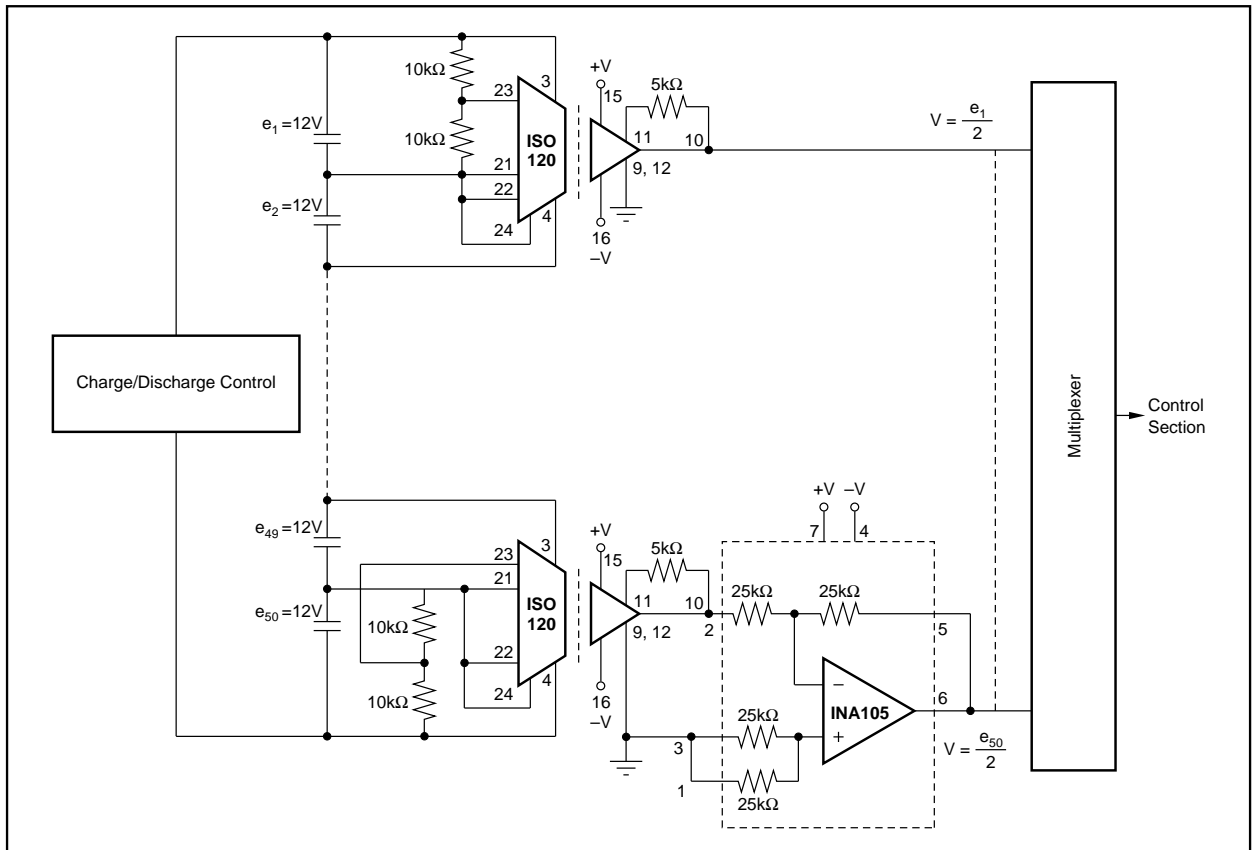 10kΩ
3
23
e1=12V
10kΩ
ISO
120
21
22
e2=12V
4
24
+V
15
5kΩ
11
10
9, 12
16
–V
V = e1
2
Charge/Discharge Control
Multiplexer
Control
Section
e49=12V
3
23
21
ISO
120
e50=12V
10kΩ
22
4
24
10kΩ
+V
15
5kΩ
11
10
9, 12
2
16
–V
3
1
+V –V
7 4
25kΩ 25kΩ
5
–
INA105
6
25kΩ
+
25kΩ
V = e50
2